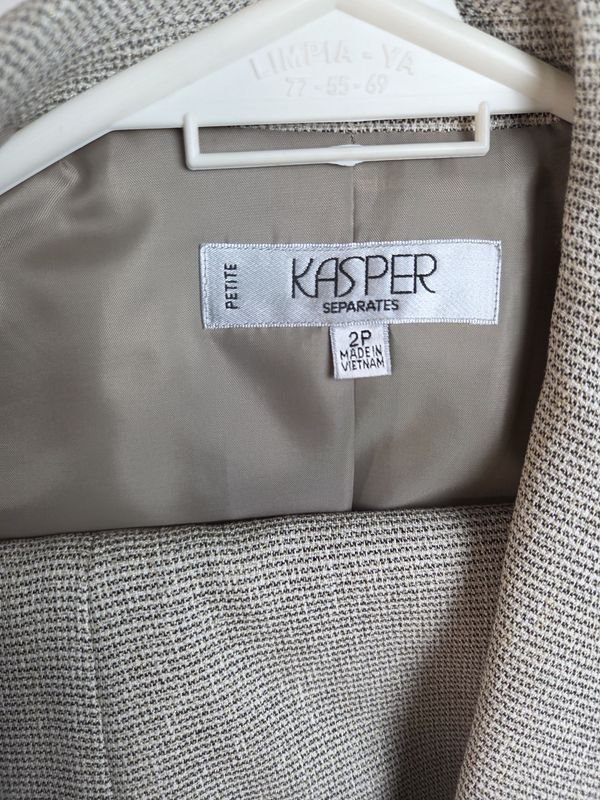 LIMPIA - YA
77-55-69
PETITE
KASPER
SEPARATES
2P
MADE IN
VIETNAM